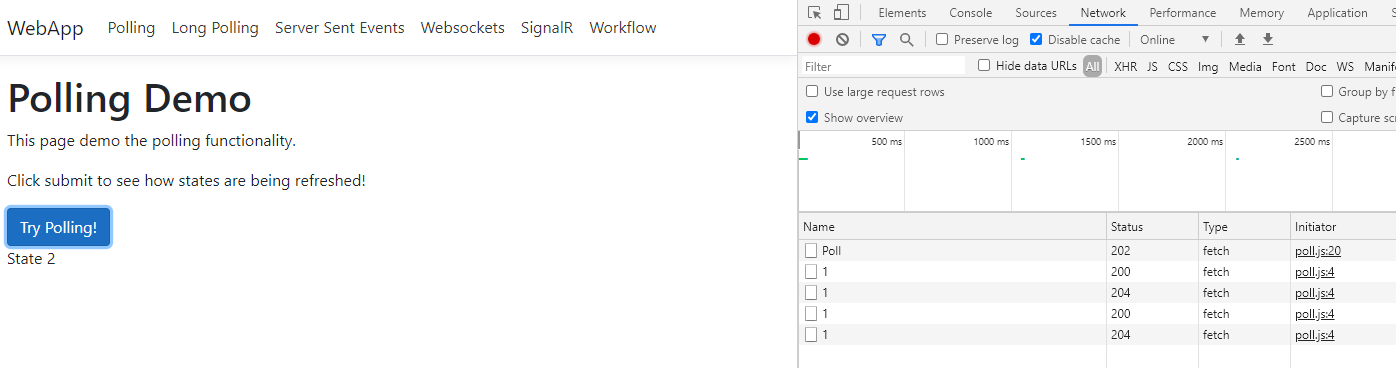 WebApp Polling Long Polling Server Sent Events Websockets SignalR Workflow
Polling Demo
This page demo the polling functionality.
Click submit to see how states are being refreshed!
Try Polling!
State 2
Elements Console Sources Network Performance Memory Application S
Preserve log Disable cache Online
Filter Hide data URLs All XHR JS CSS Img Media Font Doc WS Manif
Use large request rows Group by f
Show overview Capture scr
500 ms 1000 ms 1500 ms 2000 ms 2500 ms
Name Status Type Initiator
Poll 202 fetch poll.js:20
1 200 fetch poll.js:4
1 204 fetch poll.js:4
1 200 fetch poll.js:4
1 204 fetch poll.js:4